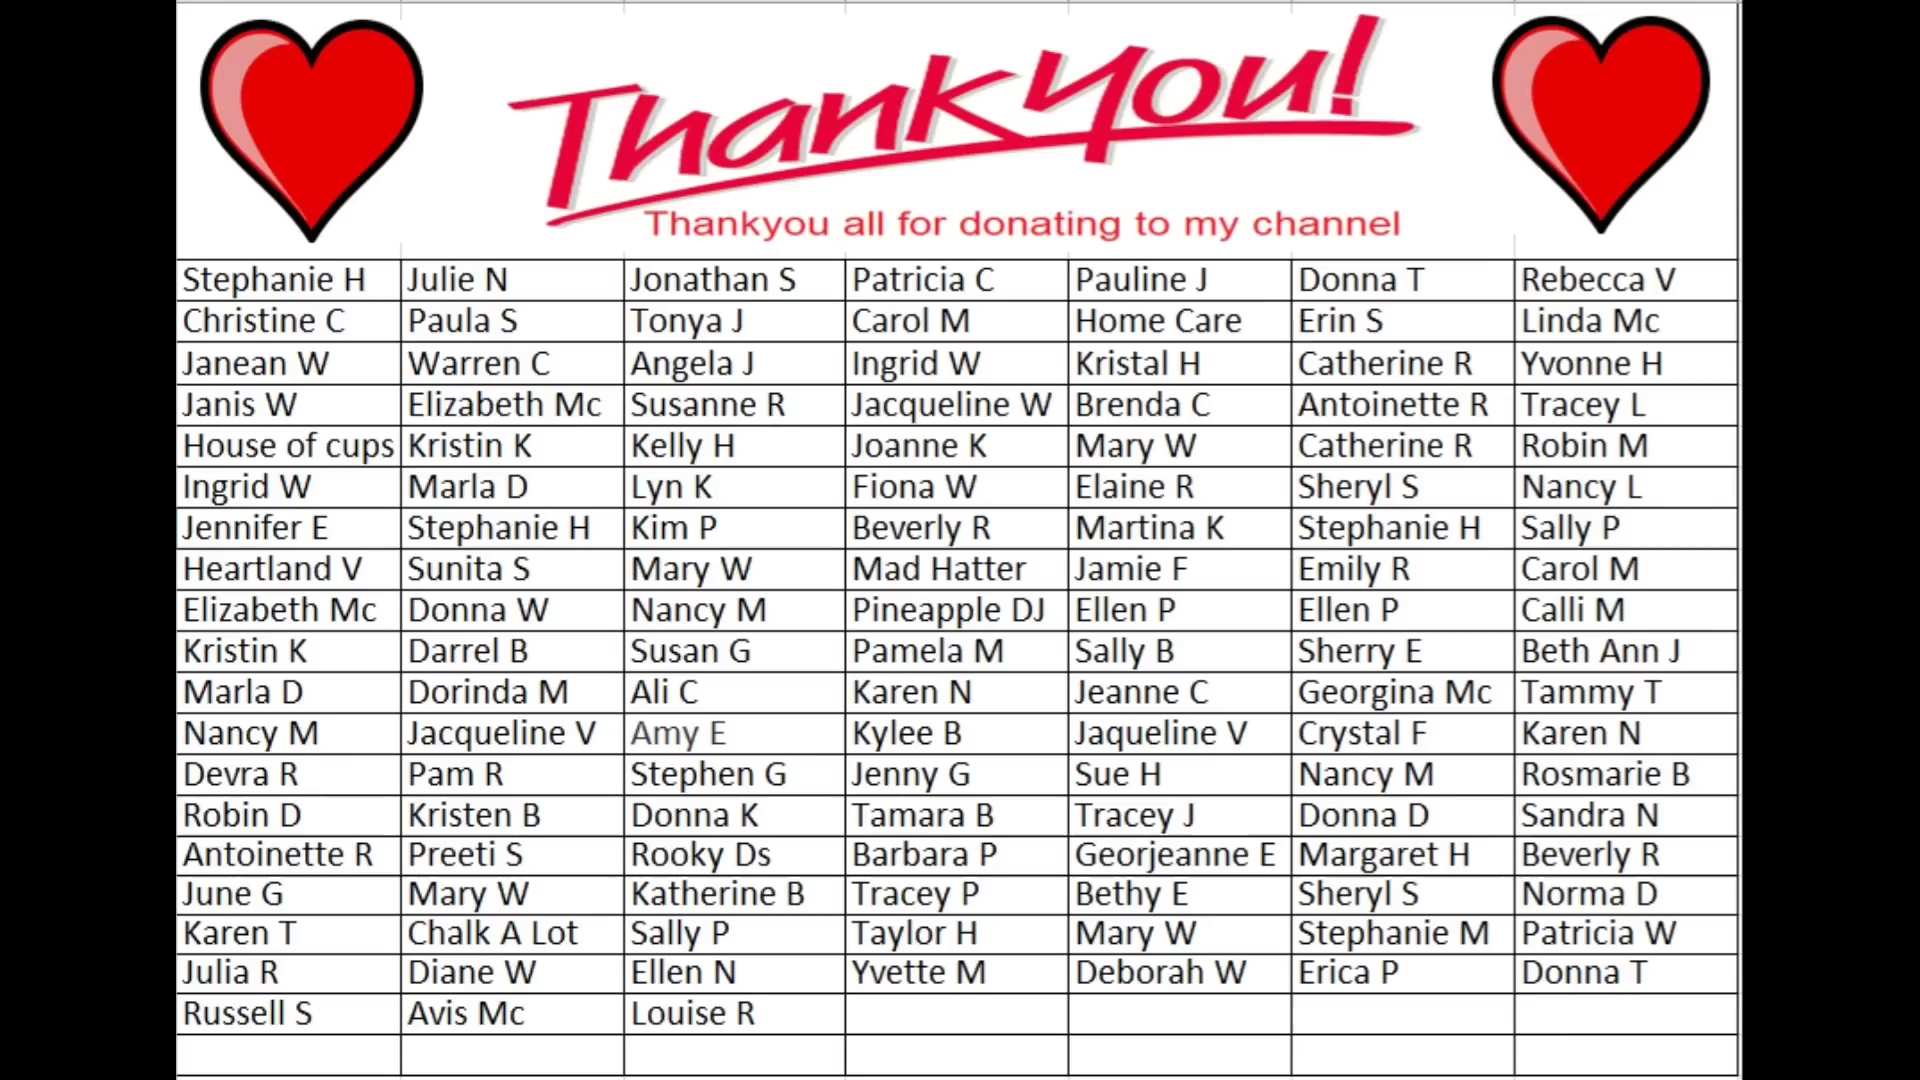 Thank You!
Thankyou all for donating to my channel
Stephanie H Julie N Jonathan S Patricia C Pauline J Donna T Rebecca V
Christine C Paula S Tonya J Carol M Home Care Erin S Linda Mc
Janean W Warren C Angela J Ingrid W Kristal H Catherine R Yvonne H
Janis W Elizabeth Mc Susanne R Jacqueline W Brenda C Antoinette R Tracey L
House of cups Kristin K Kelly H Joanne K Mary W Catherine R Robin M
Ingrid W Marla D Lyn K Fiona W Elaine R Sheryl S Nancy L
Jennifer E Stephanie H Kim P Beverly R Martina K Stephanie H Sally P
Heartland V Sunita S Mary W Mad Hatter Jamie F Emily R Carol M
Elizabeth Mc Donna W Nancy M Pineapple DJ Ellen P Ellen P Calli M
Kristin K Darrel B Susan G Pamela M Sally B Sherry E Beth Ann J
Marla D Dorinda M Ali C Karen N Jeanne C Georgina Mc Tammy T
Nancy M Jacqueline V Amy E Kylee B Jaqueline V Crystal F Karen N
Devra R Pam R Stephen G Jenny G Sue H Nancy M Rosmarie B
Robin D Kristen B Donna K Tamara B Tracey J Donna D Sandra N
Antoinette R Preeti S Rooky Ds Barbara P Georjeanne E Margaret H Beverly R
June G Mary W Katherine B Tracey P Bethy E Sheryl S Norma D
Karen T Chalk A Lot Sally P Taylor H Mary W Stephanie M Patricia W
Julia R Diane W Ellen N Yvette M Deborah W Erica P Donna T
Russell S Avis Mc Louise R